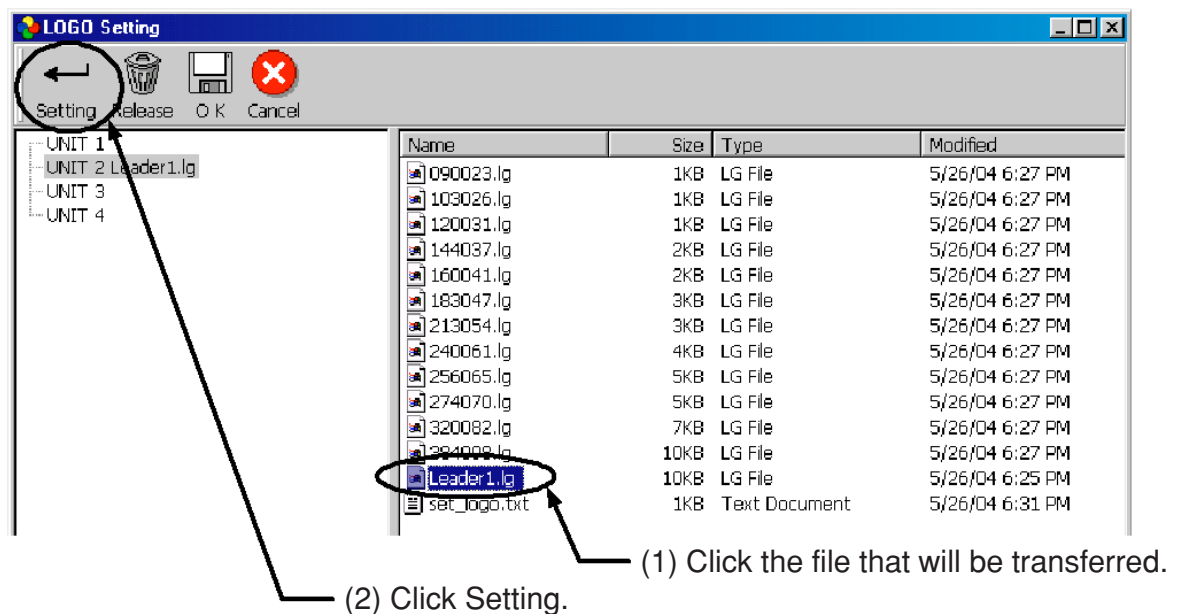 LOGO Setting
Setting Release OK Cancel
UNIT 1
UNIT 2 Leader1.lg
UNIT 3
UNIT 4
Name Size Type Modified
090023.lg 1KB LG File 5/26/04 6:27 PM
103026.lg 1KB LG File 5/26/04 6:27 PM
120031.lg 1KB LG File 5/26/04 6:27 PM
144037.lg 2KB LG File 5/26/04 6:27 PM
160041.lg 2KB LG File 5/26/04 6:27 PM
183047.lg 3KB LG File 5/26/04 6:27 PM
213054.lg 3KB LG File 5/26/04 6:27 PM
240061.lg 4KB LG File 5/26/04 6:27 PM
256065.lg 5KB LG File 5/26/04 6:27 PM
274070.lg 5KB LG File 5/26/04 6:27 PM
320082.lg 7KB LG File 5/26/04 6:27 PM
10KB LG File 5/26/04 6:27 PM
Leader1.lg 10KB LG File 5/26/04 6:25 PM
set_logo.txt 1KB Text Document 5/26/04 6:31 PM
(1) Click the file that will be transferred.
(2) Click Setting.